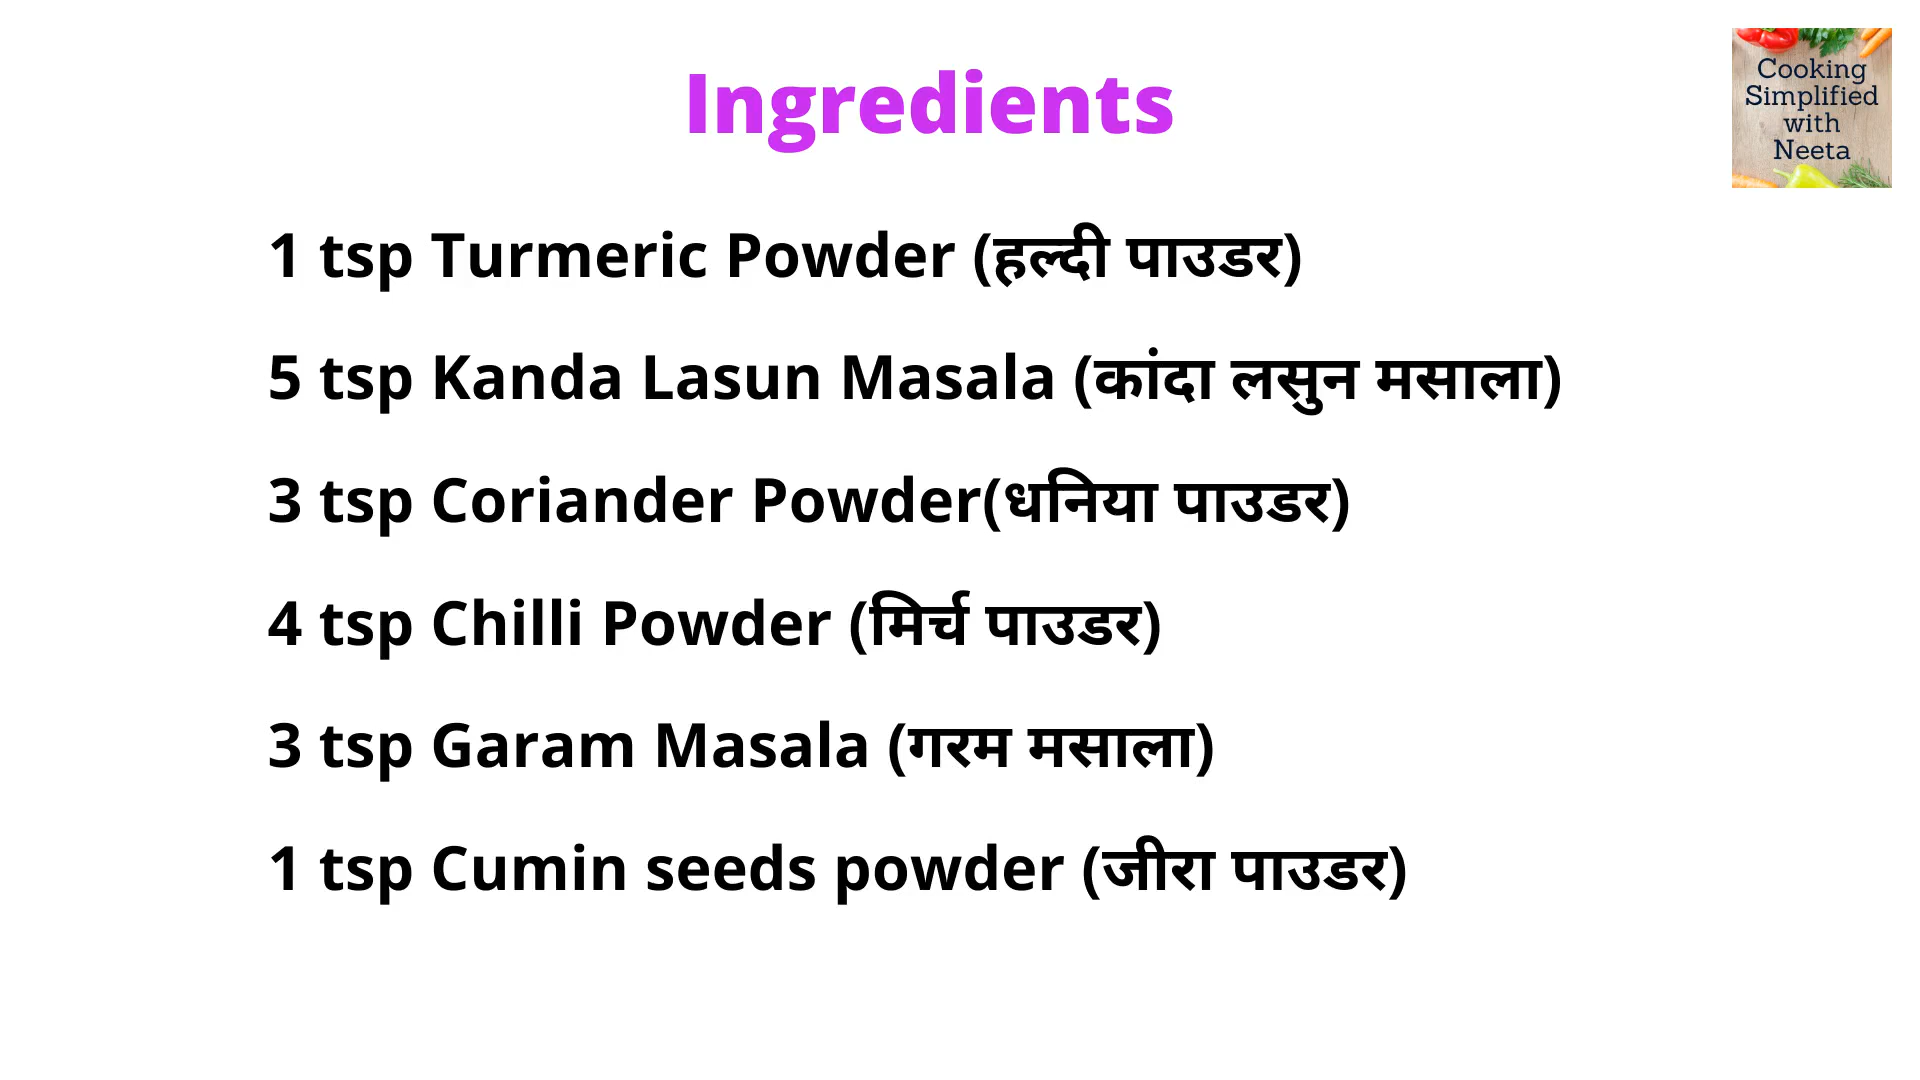 Ingredients
Cooking
Simplified
with
Neeta
1 tsp Turmeric Powder (हल्दी पाउडर)
5 tsp Kanda Lasun Masala (कांदा लसुन मसाला)
3 tsp Coriander Powder(धनिया पाउडर)
4 tsp Chilli Powder (मिर्च पाउडर)
3 tsp Garam Masala (गरम मसाला)
1 tsp Cumin seeds powder (जीरा पाउडर)